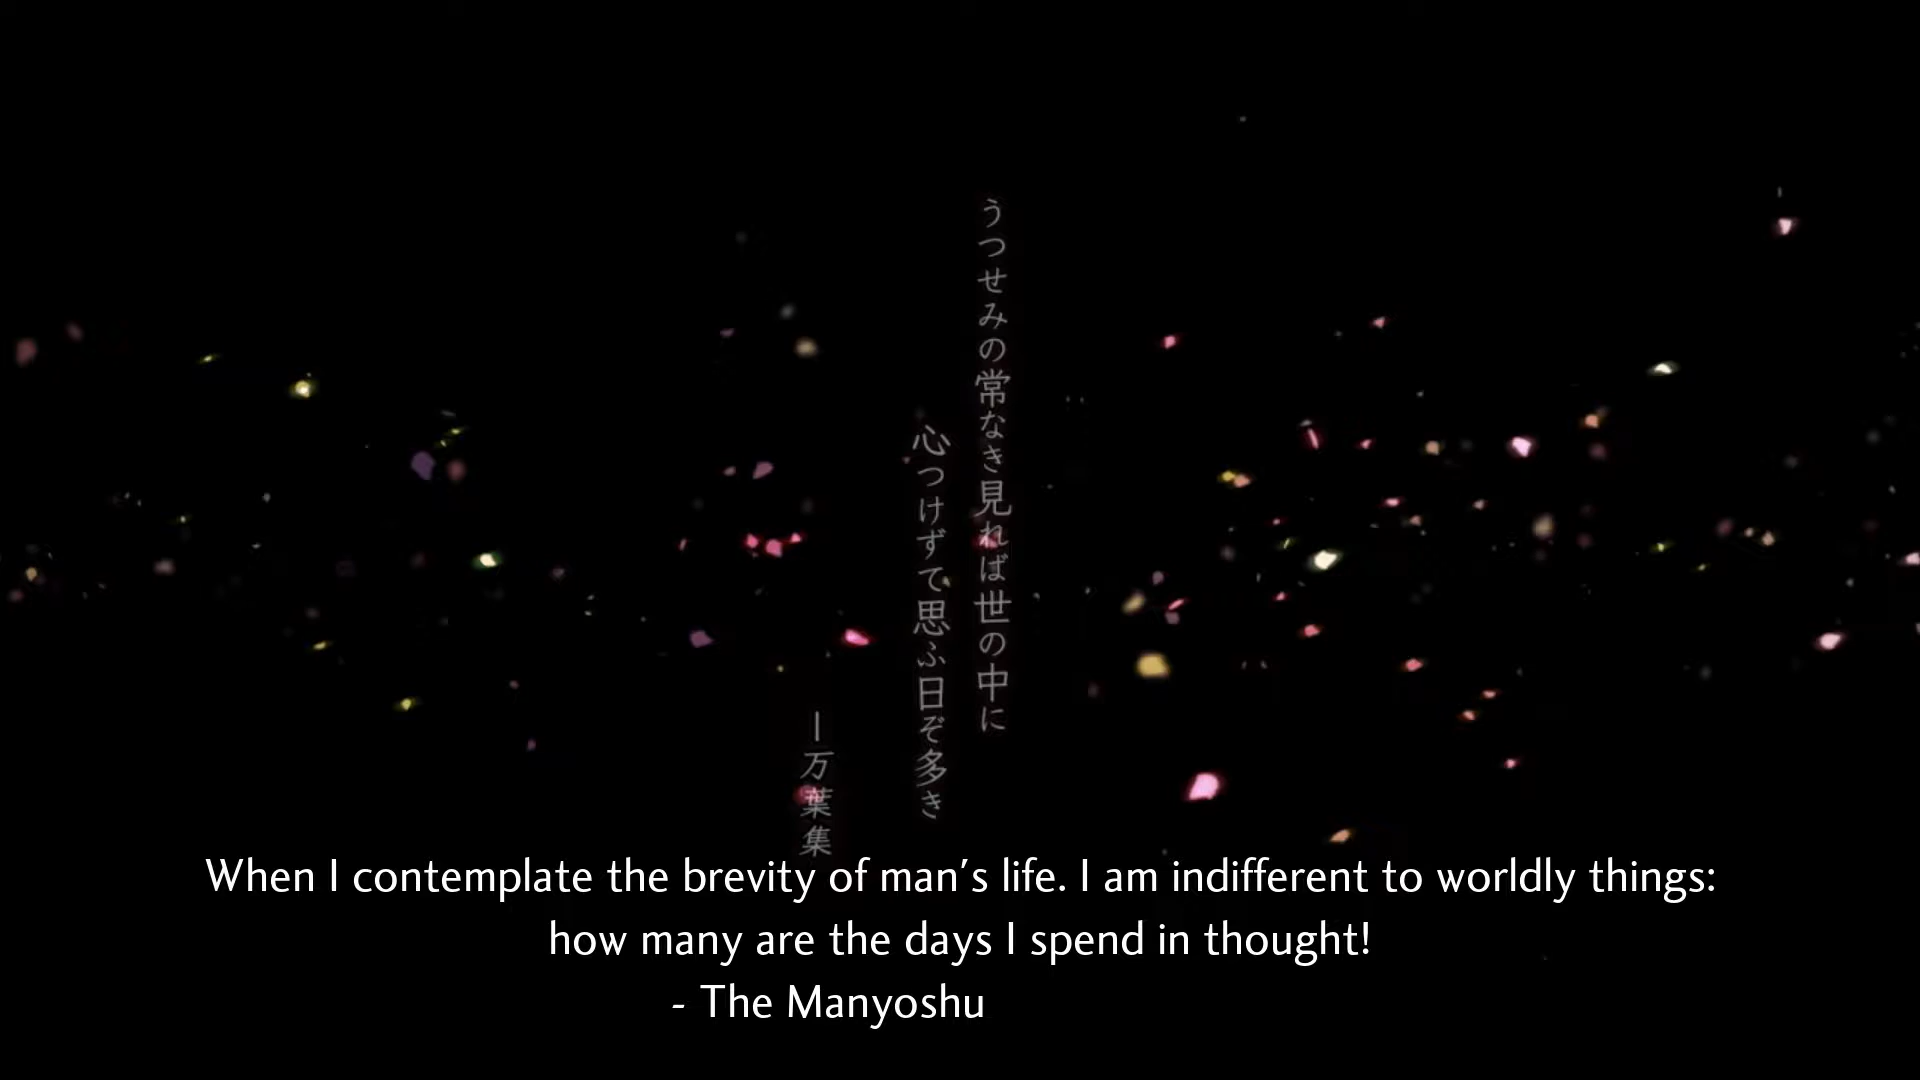 うつせみの常なき見れば世の中に
心つけずて思ふ日ぞ多き
ー万葉集
When I contemplate the brevity of man's life. I am indifferent to worldly things:
how many are the days I spend in thought!
- The Manyoshu